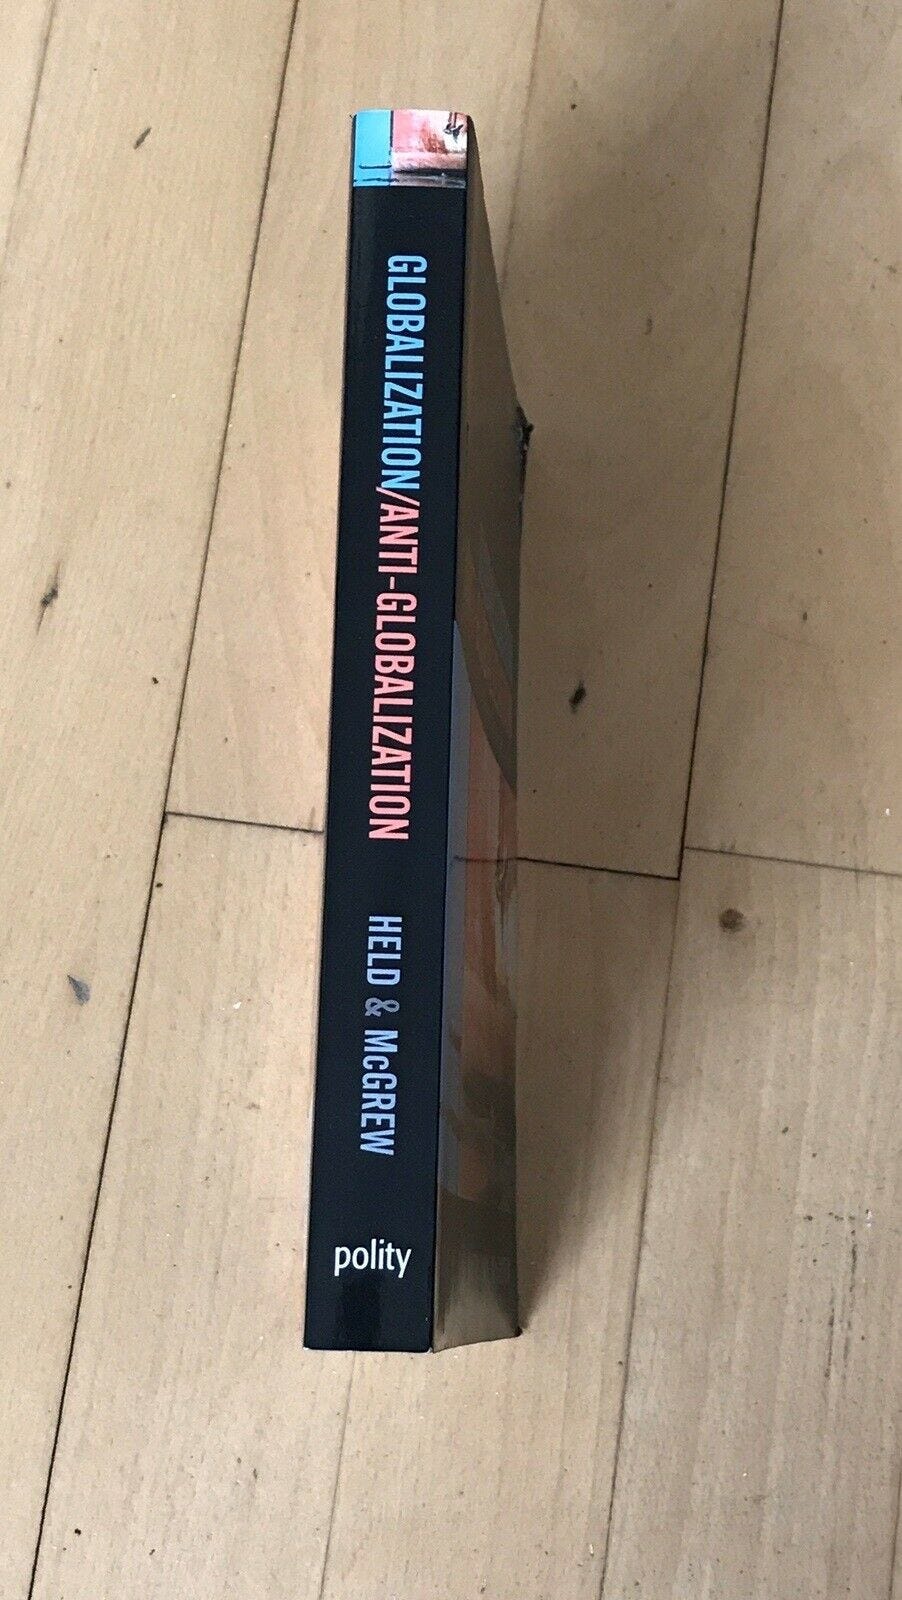 GLOBALIZATION/ANTI-GLOBALIZATION
HELD & McGREW
polity